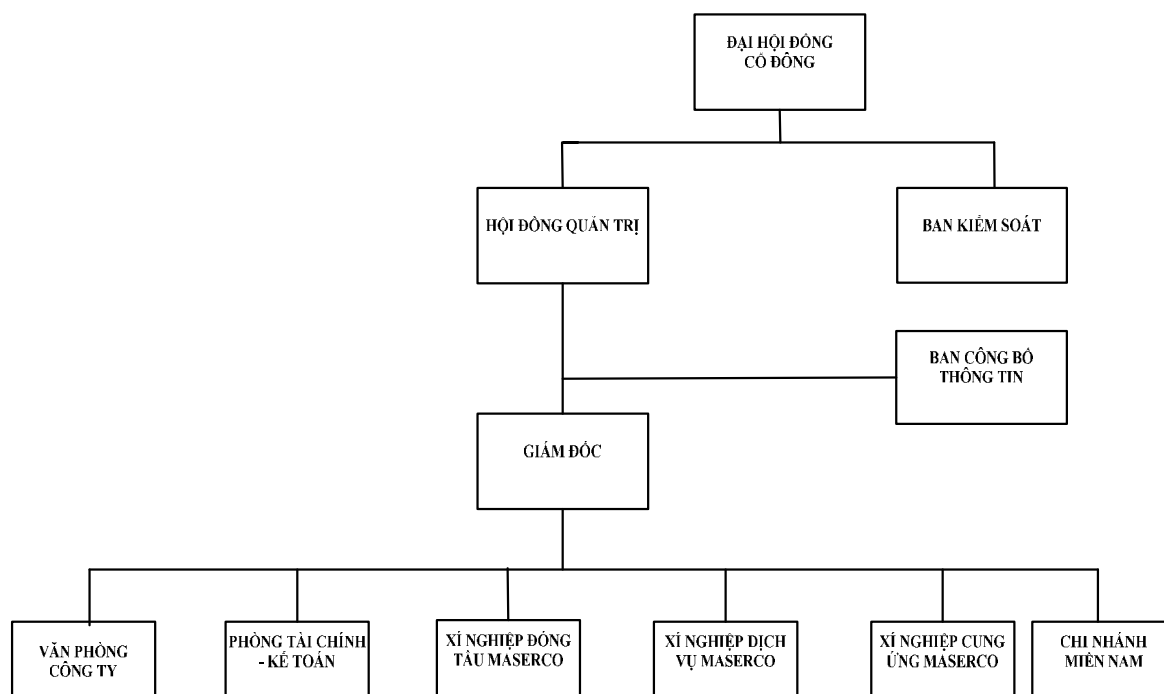 ĐẠI HỘI ĐỒNG
CỔ ĐÔNG
HỘI ĐỒNG QUẢN TRỊ
BAN KIỂM SOÁT
BAN CÔNG BỐ
THÔNG TIN
GIÁM ĐỐC
VĂN PHÒNG
CÔNG TY
PHÒNG TÀI CHÍNH
- KẾ TOÁN
XÍ NGHIỆP ĐÓNG
TÀU MASERCO
XÍ NGHIỆP DỊCH
VỤ MASERCO
XÍ NGHIỆP CUNG
ỨNG MASERCO
CHI NHÁNH
MIỀN NAM